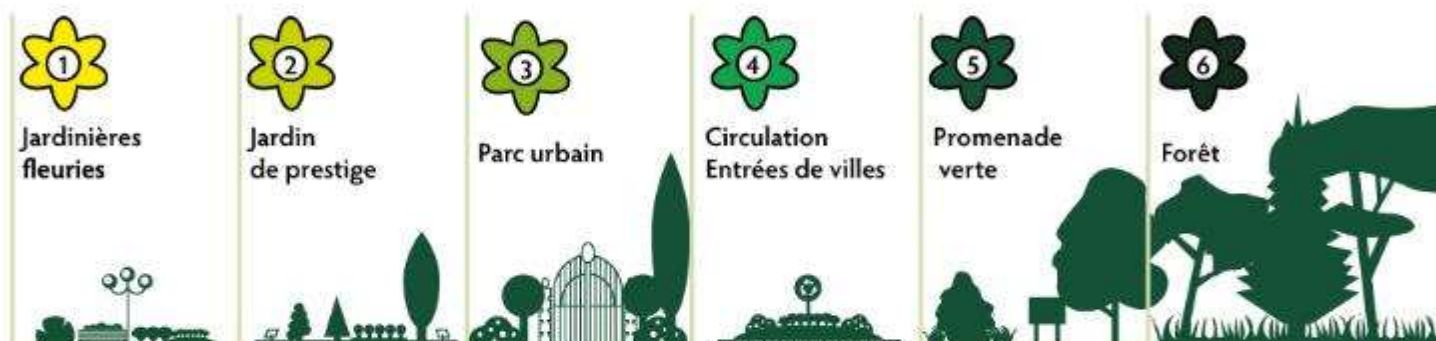 1
Jardinières
fleuries
2
Jardin
de prestige
3
Parc urbain
4
Circulation
Entrées de villes
5
Promenade
verte
6
Forêt